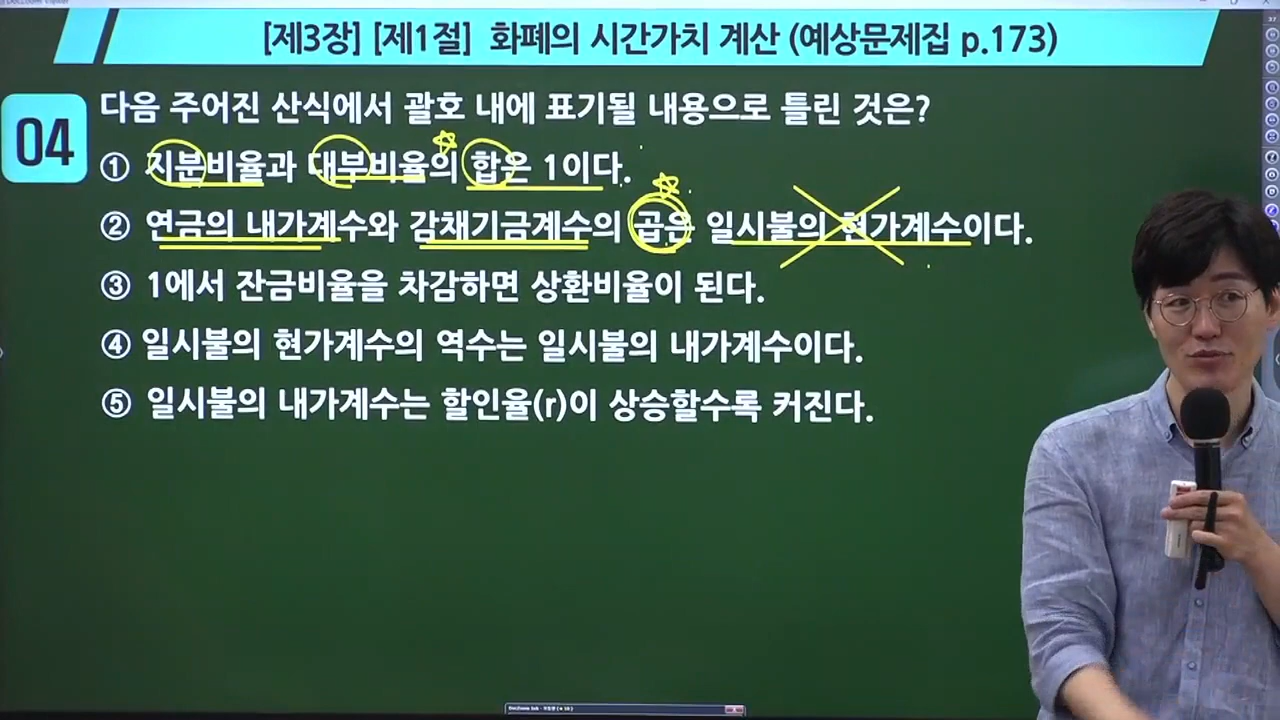 [제3장] [제1절] 화폐의 시간가치 계산 (예상문제집 p.173)
04
다음 주어진 산식에서 괄호 내에 표기될 내용으로 틀린 것은?
① 지분비율과 대부비율의 합은 1이다.
② 연금의 내가계수와 감채기금계수의 곱은 일시불의 현가계수이다.
③ 1에서 잔금비율을 차감하면 상환비율이 된다.
④ 일시불의 현가계수의 역수는 일시불의 내가계수이다.
⑤ 일시불의 내가계수는 할인율(r)이 상승할수록 커진다.